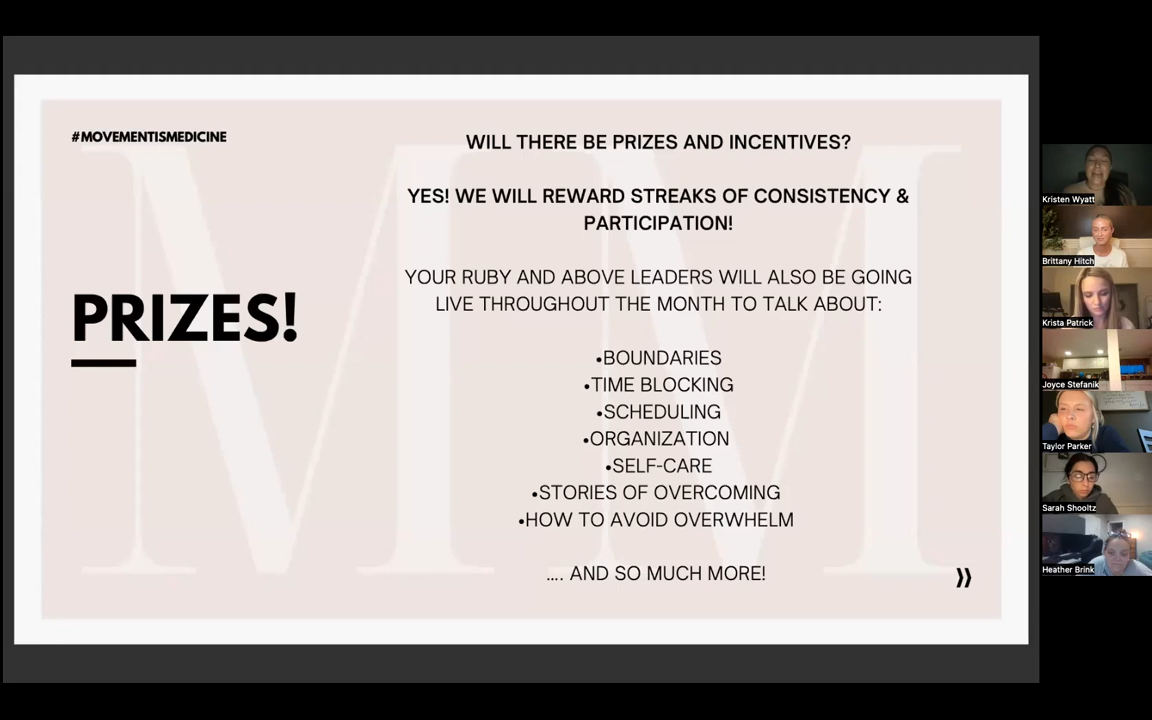 #MOVEMENTISMEDICINE
PRIZES!
WILL THERE BE PRIZES AND INCENTIVES?
YES! WE WILL REWARD STREAKS OF CONSISTENCY &
PARTICIPATION!
YOUR RUBY AND ABOVE LEADERS WILL ALSO BE GOING
LIVE THROUGHOUT THE MONTH TO TALK ABOUT:
•BOUNDARIES
•TIME BLOCKING
•SCHEDULING
•ORGANIZATION
•SELF-CARE
•STORIES OF OVERCOMING
•HOW TO AVOID OVERWHELM
.... AND SO MUCH MORE!
MM
Kristen Wyatt
Brittany Hitch
Krista Patrick
Joyce Stefanik
Taylor Parker
Sarah Shooltz
Heather Brink